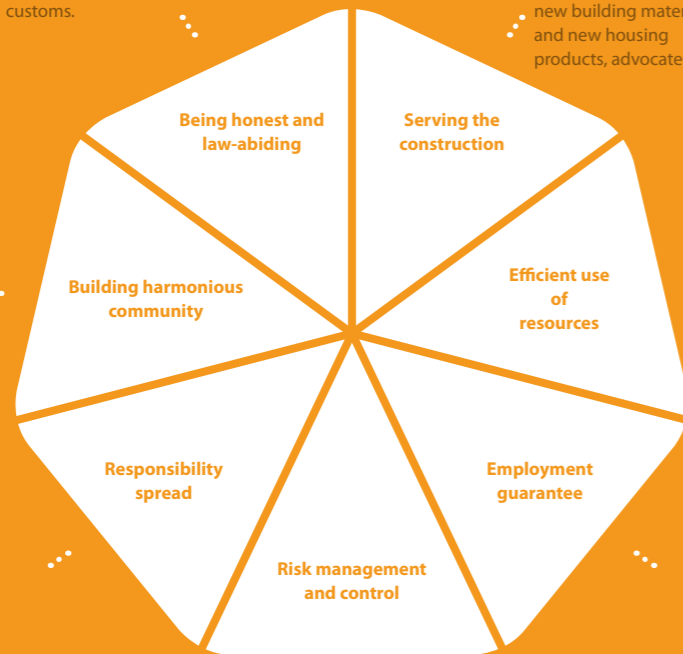 customs.
new building mater
and new housing
products, advocate
Being honest and
law-abiding
Serving the
construction
Building harmonious
community
Efficient use
of
resources
Responsibility
spread
Employment
guarantee
Risk management
and control